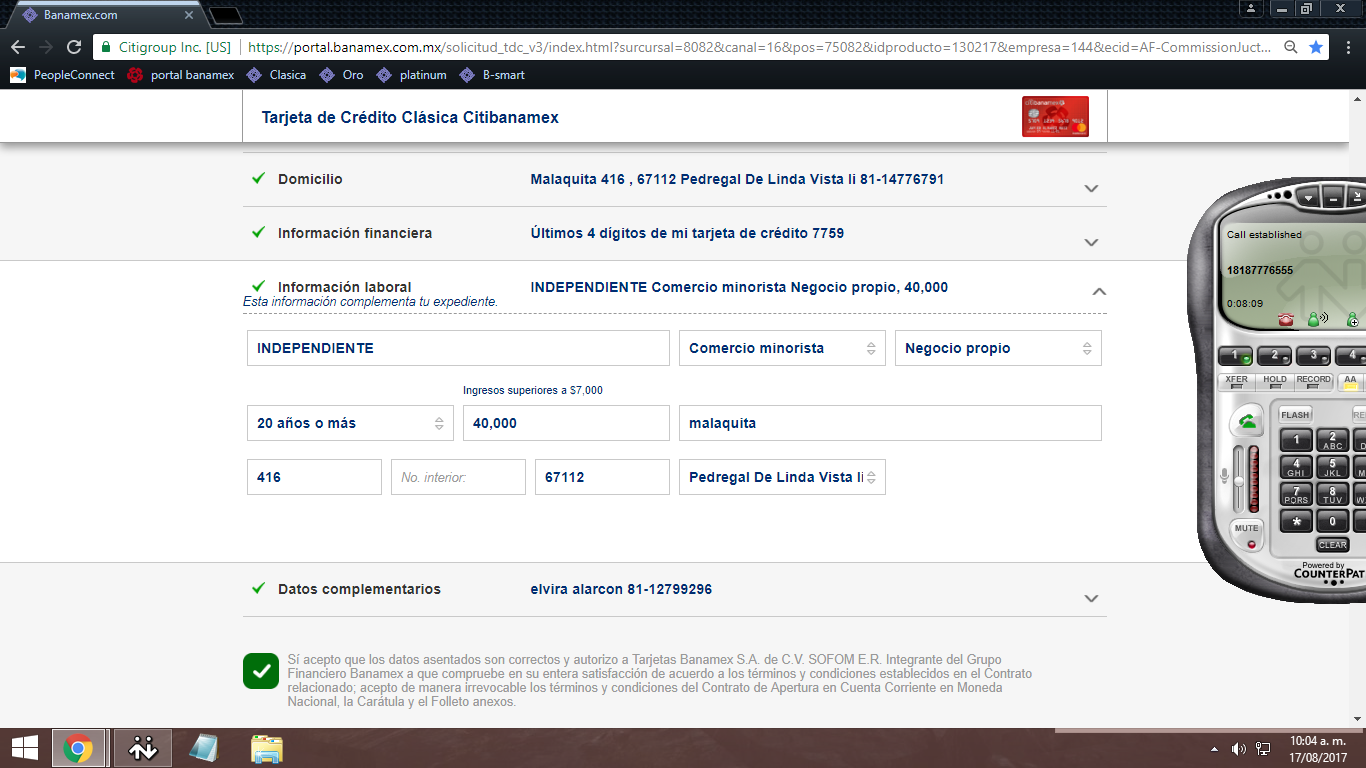 Banamex.com
Citigroup Inc. [US] https://portal.banamex.com.mx/solicitud_tdc_v3/index.html?surcursal=8082&canal=16&pos=75082&idproducto=130217&empresa=144&ecid=AF-CommissionJuct...
PeopleConnect portal banamex Clasica Oro platinum B-smart
Tarjeta de Crédito Clásica Citibanamex
Domicilio Malaquita 416 , 67112 Pedregal De Linda Vista Ii 81-14776791
Información financiera Últimos 4 dígitos de mi tarjeta de crédito 7759
Información laboral INDEPENDIENTE Comercio minorista Negocio propio, 40,000
Esta información complementa tu expediente.
INDEPENDIENTE Comercio minorista Negocio propio
Ingresos superiores a $7,000
20 años o más 40,000 malaquita
416 No. interior: 67112 Pedregal De Linda Vista Ii
Datos complementarios elvira alarcon 81-12799296
Sí acepto que los datos asentados son correctos y autorizo a Tarjetas Banamex S.A. de C.V. SOFOM E.R. Integrante del Grupo
Financiero Banamex a que compruebe en su entera satisfacción de acuerdo a los términos y condiciones establecidos en el Contrato
relacionado; acepto de manera irrevocable los términos y condiciones del Contrato de Apertura en Cuenta Corriente en Moneda
Nacional, la Carátula y el Folleto anexos.
Call established
18187776555
0:08:09
1 2 3 4
XFER HOLD RECORD AA
FLASH RE
1 2 ABC D
4 GHI 5 JKL M
7 PQRS 8 TUV W
* 0
MUTE
CLEAR
Powered by
COUNTERPAT
10:04 a. m.
17/08/2017